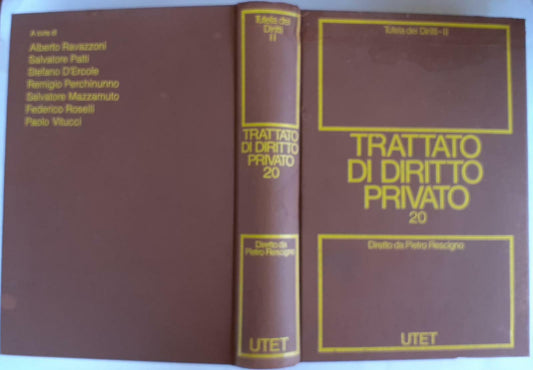 A cura di
Alberto Ravazzoni
Salvatore Patti
Stefano D'Ercole
Remigio Perchinunno
Salvatore Mazzamuto
Federico Roselli
Paolo Vitucci
Tutela dei
Diritti
II
TRATTATO
DI DIRITTO
PRIVATO
20
Diretto da
Pietro Rescigno
UTET
Tutela dei Diritti-II
TRATTATO
DI DIRITTO
PRIVATO
20
Diretto da Pietro Rescigno
UTET